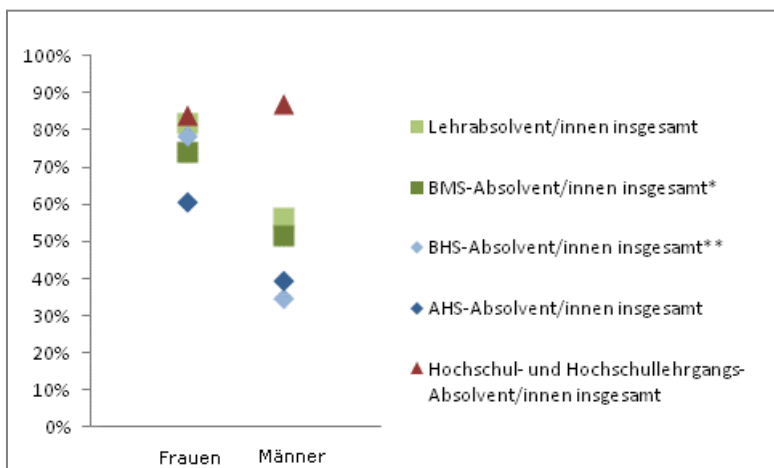 100%
90%
80%
70%
60%
50%
40%
30%
20%
10%
0%
Frauen Männer
Lehrabsolvent/innen insgesamt
BMS-Absolvent/innen insgesamt*
BHS-Absolvent/innen insgesamt**
AHS-Absolvent/innen insgesamt
Hochschul- und Hochschullehrgangs-
Absolvent/innen insgesamt